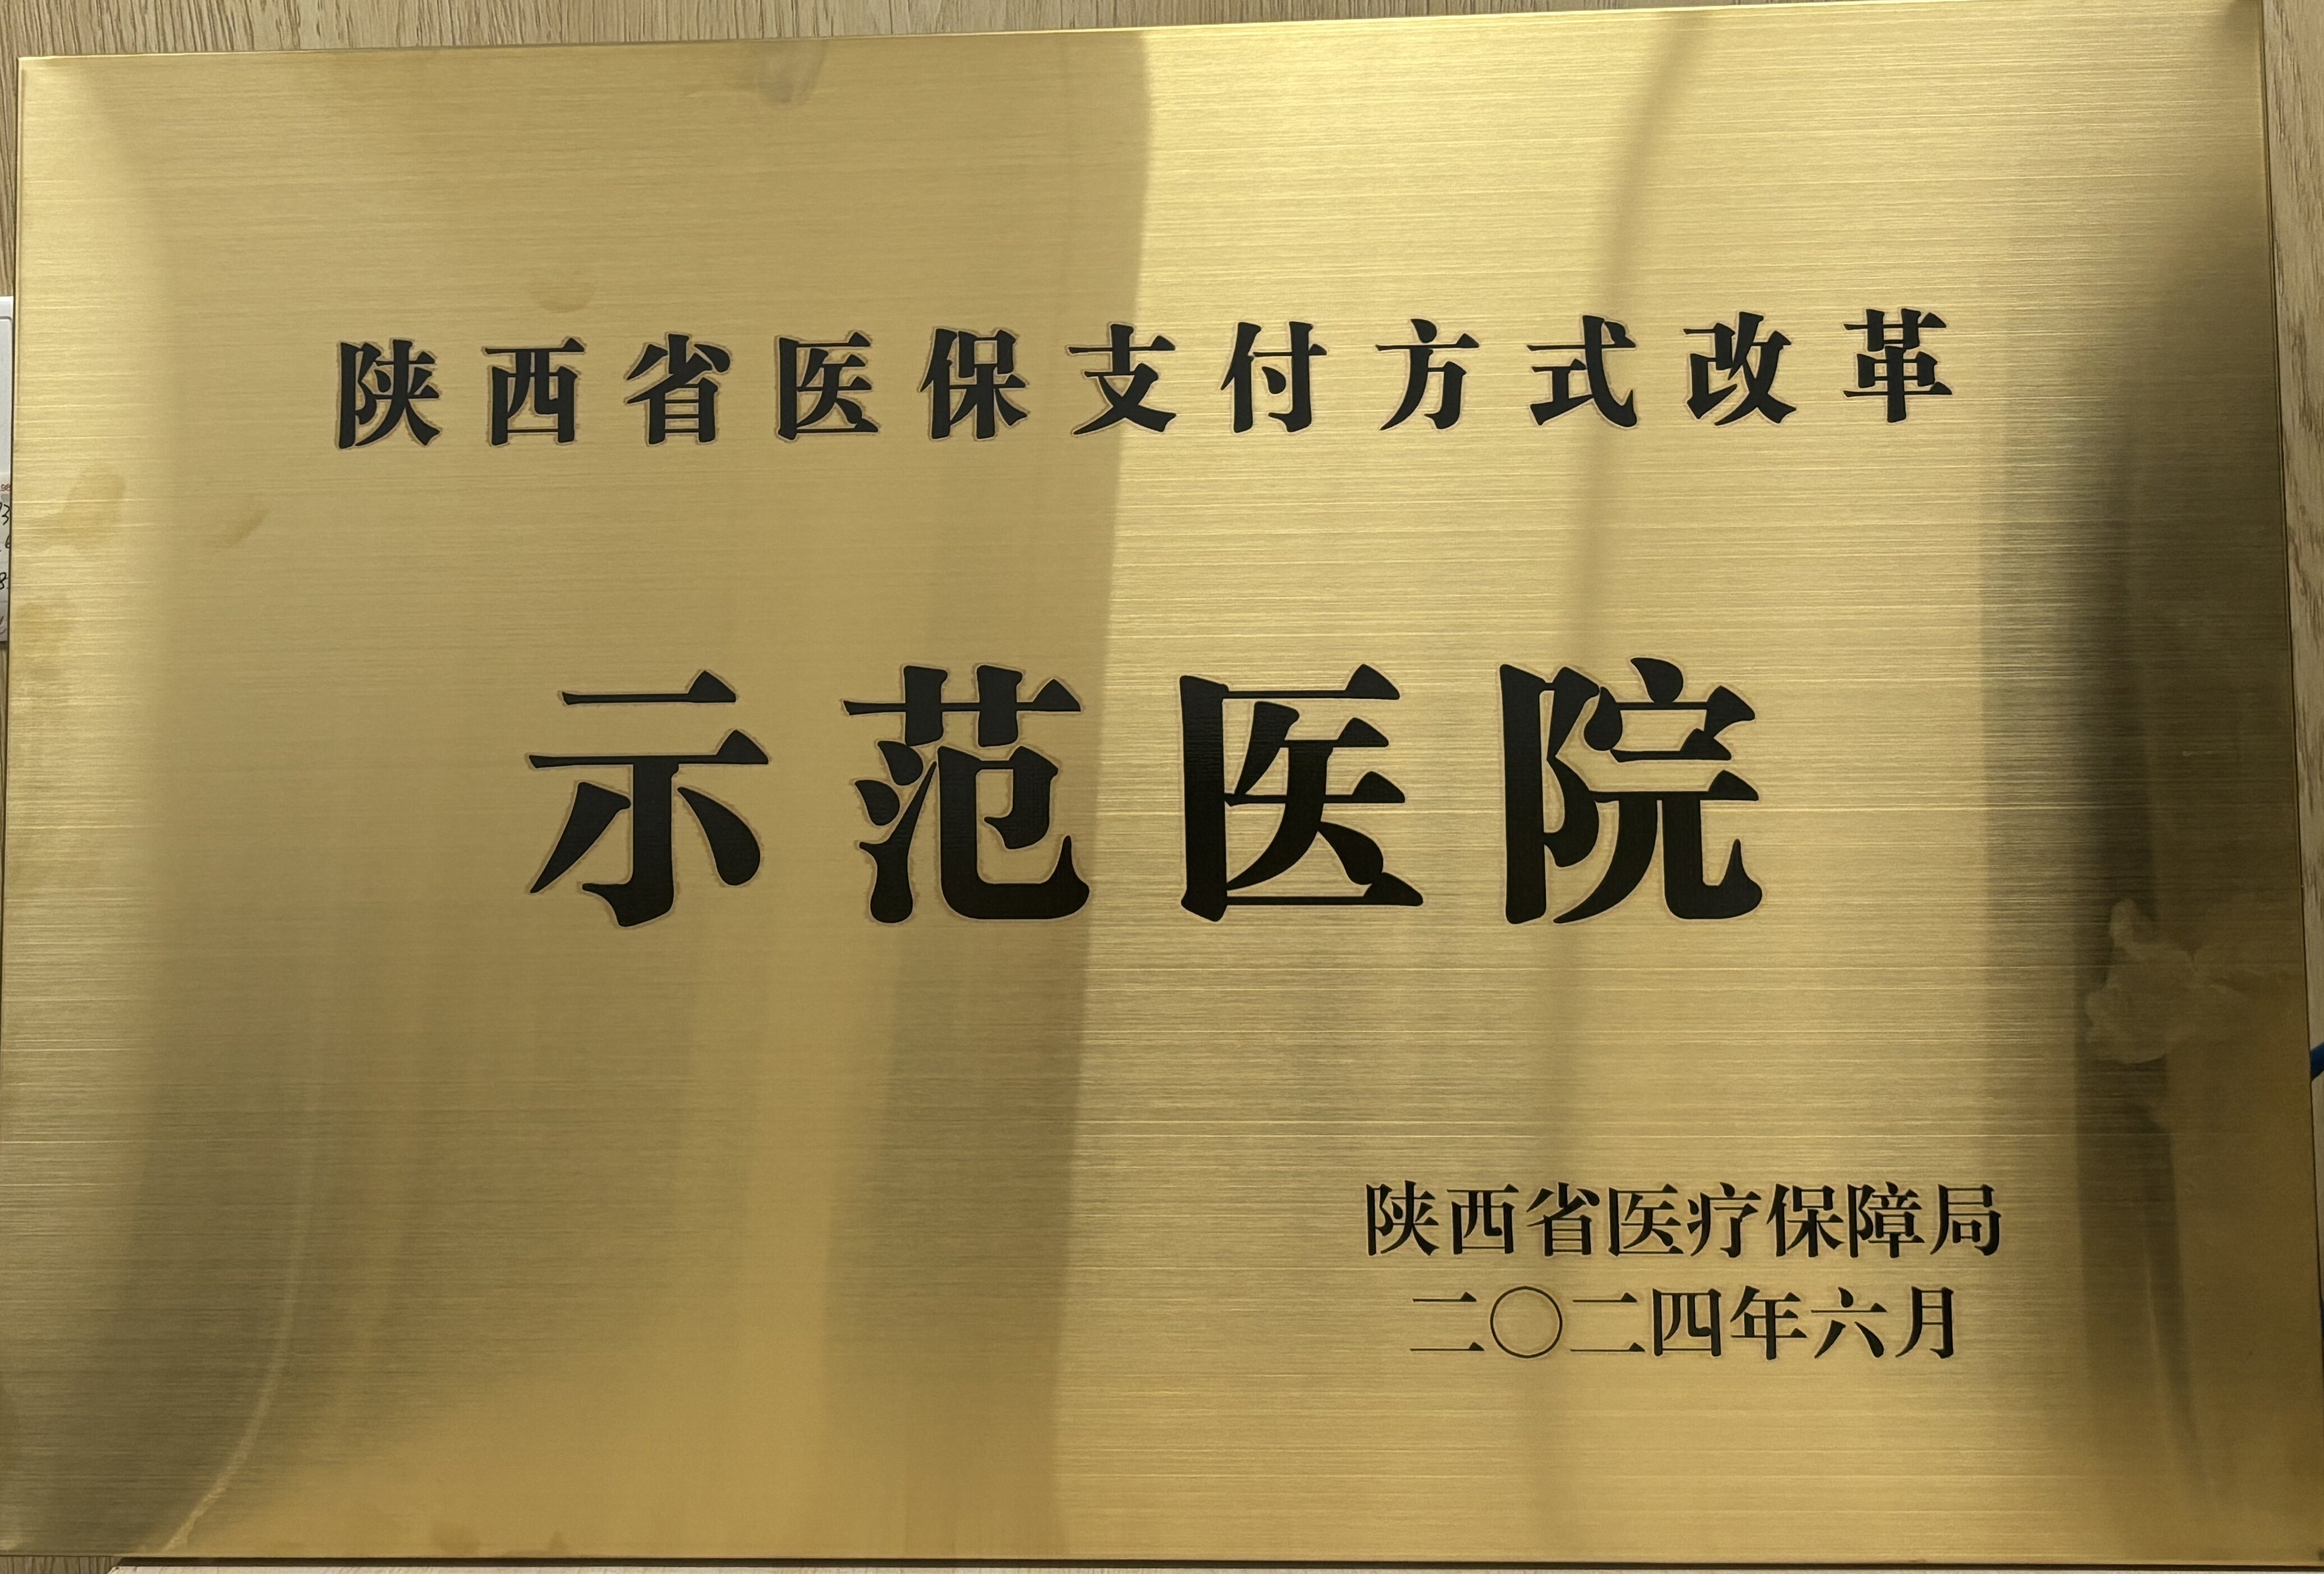 陕西省医保支付方式改革
示范医院
陕西省医疗保障局
二〇二四年六月